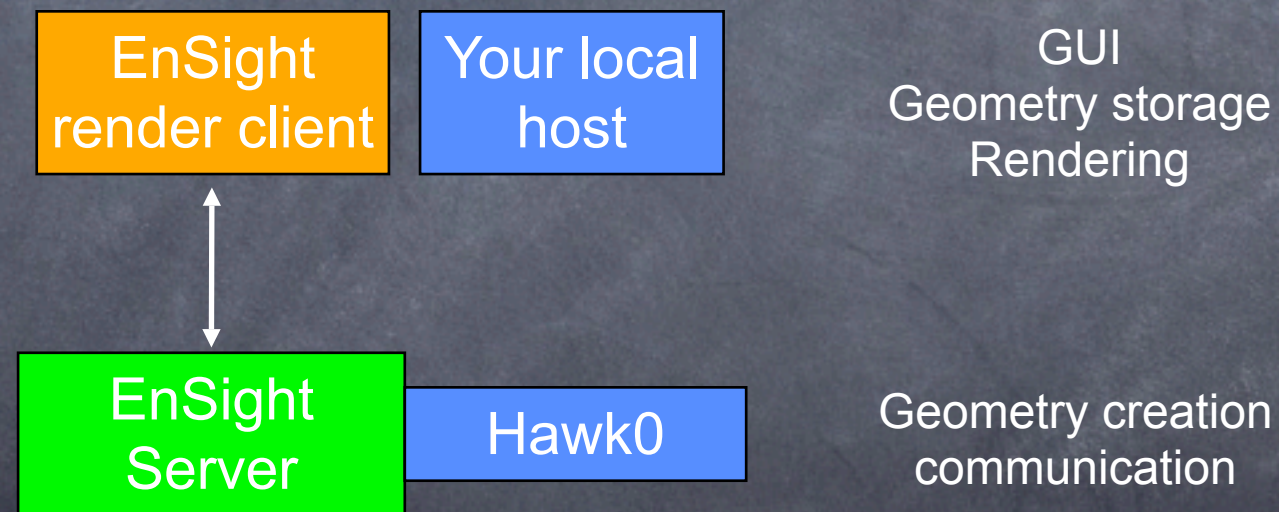 EnSight
render client
Your local
host
GUI
Geometry storage
Rendering
EnSight
Server
Hawk0
Geometry creation
communication